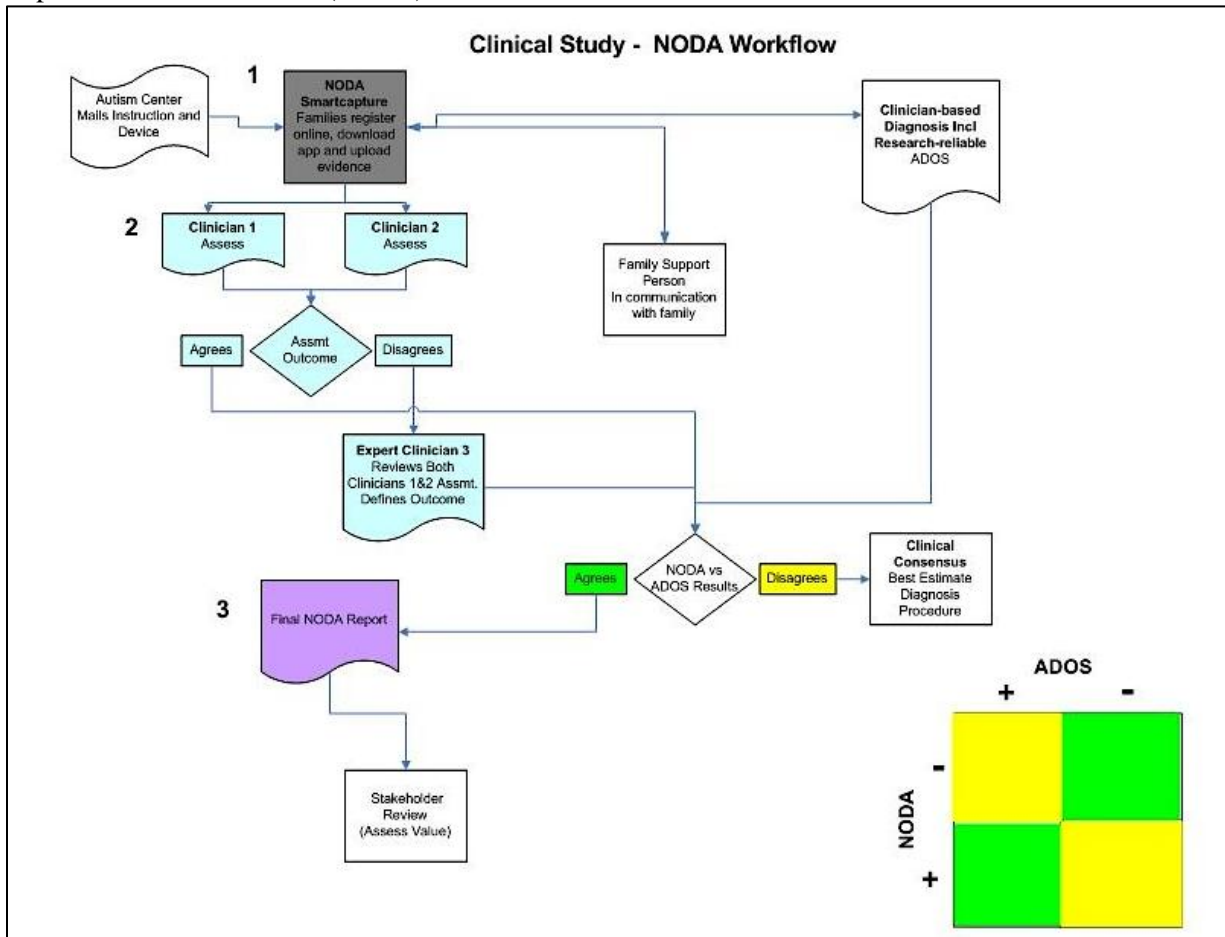 Clinical Study - NODA Workflow
1
Autism Center
Mails Instruction and
Device
NODA
Smartcapture
Families register
online, download
app and upload
evidence
Clinician-based
Diagnosis Incl
Research-reliable
ADOS
2
Clinician 1
Assess
Clinician 2
Assess
Family Support
Person
In communication
with family
Agrees
Assmt
Outcome
Disagrees
Expert Clinician 3
Reviews Both
Clinicians 1&2 Assmt.
Defines Outcome
Agrees
NODA vs
ADOS Results
Disagrees
Clinical
Consensus
Best Estimate
Diagnosis
Procedure
3
Final NODA Report
Stakeholder
Review
(Assess Value)
ADOS
+ -
-
NODA
+